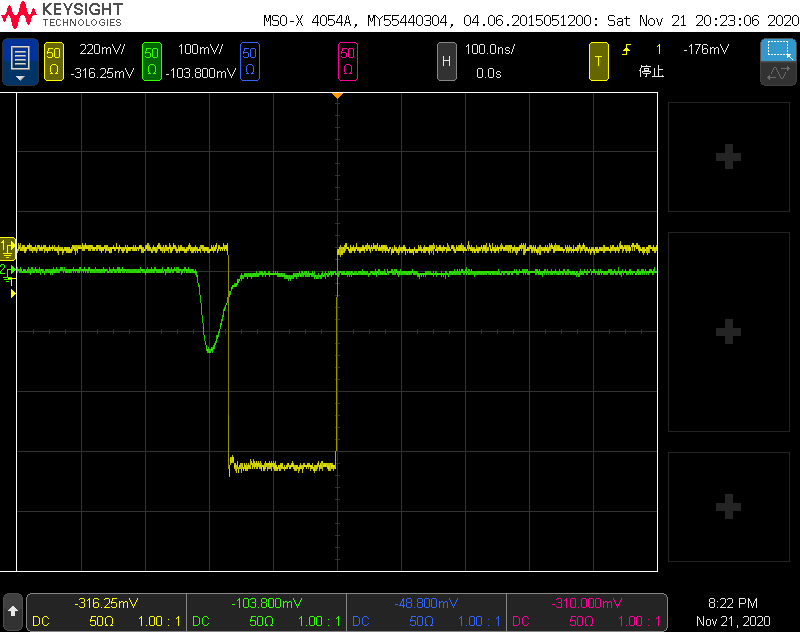 KEYSIGHT
TECHNOLOGIES
MSO-X 4054A, MY55440304, 04.06.2015051200: Sat Nov 21 20:23:06 2020
50 Ω 220mV/ 50 Ω 100mV/ 50 Ω 50 Ω H 100.0ns/ T 1 -176mV
-316.25mV -103.800mV 0.0s 停止
1
2
-316.25mV -103.800mV -48.800mV -310.000mV 8:22 PM
DC 50Ω 1.00 : 1 DC 50Ω 1.00 : 1 DC 50Ω 1.00 : 1 DC 50Ω 1.00 : 1 Nov 21, 2020